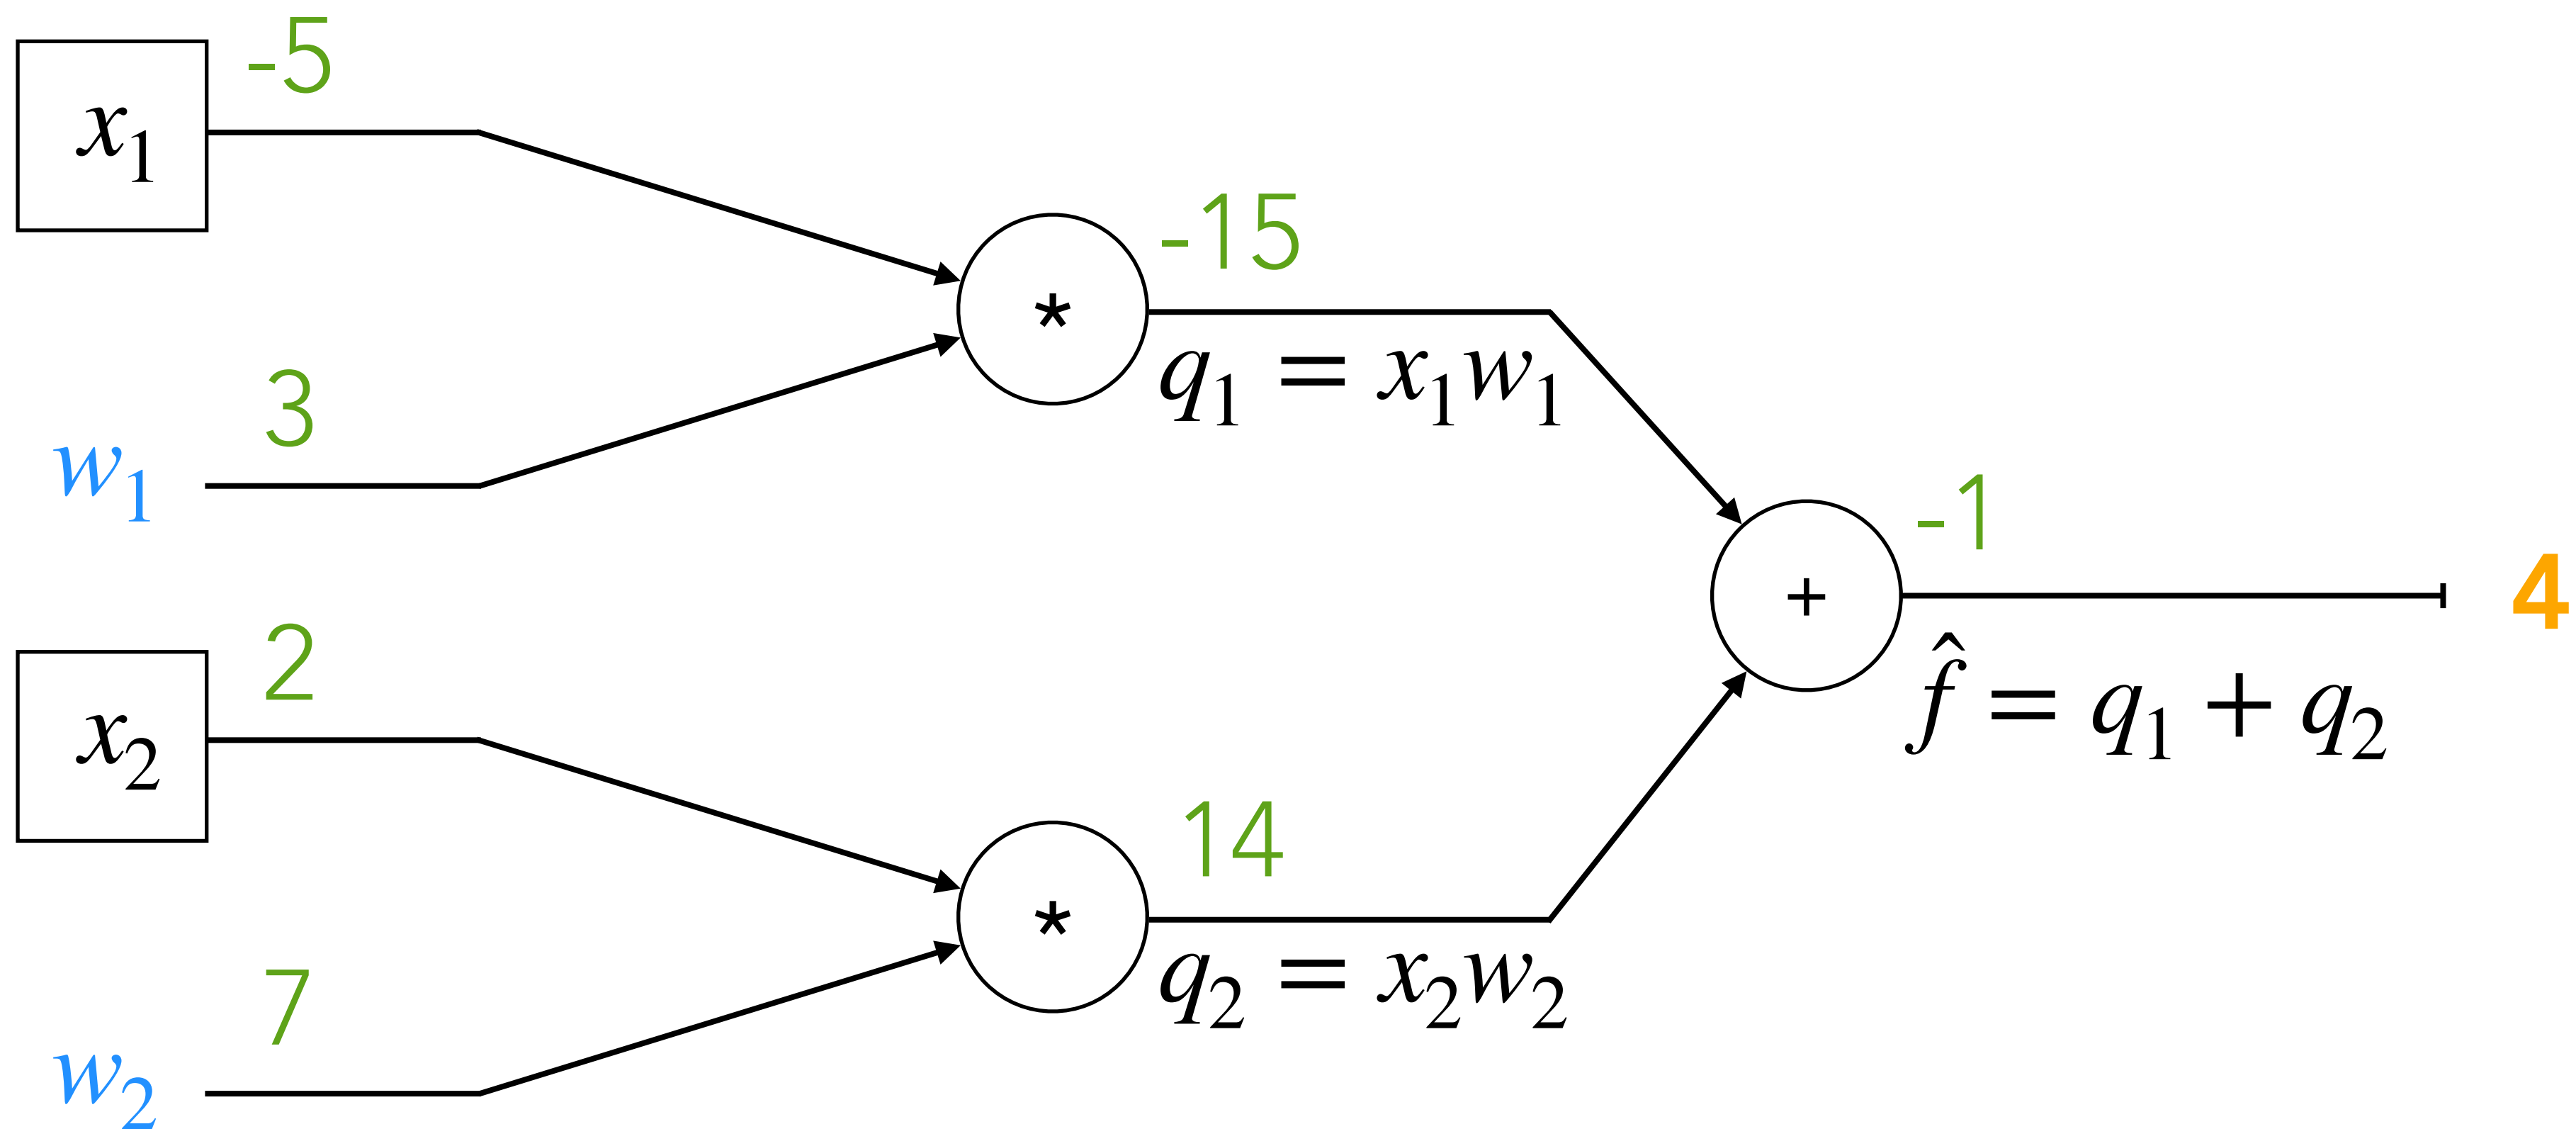 -5
x₁
-15
*
q₁ = x₁w₁
3
w₁
-1
+
4
f̂ = q₁ + q₂
2
x₂
14
*
q₂ = x₂w₂
7
w₂